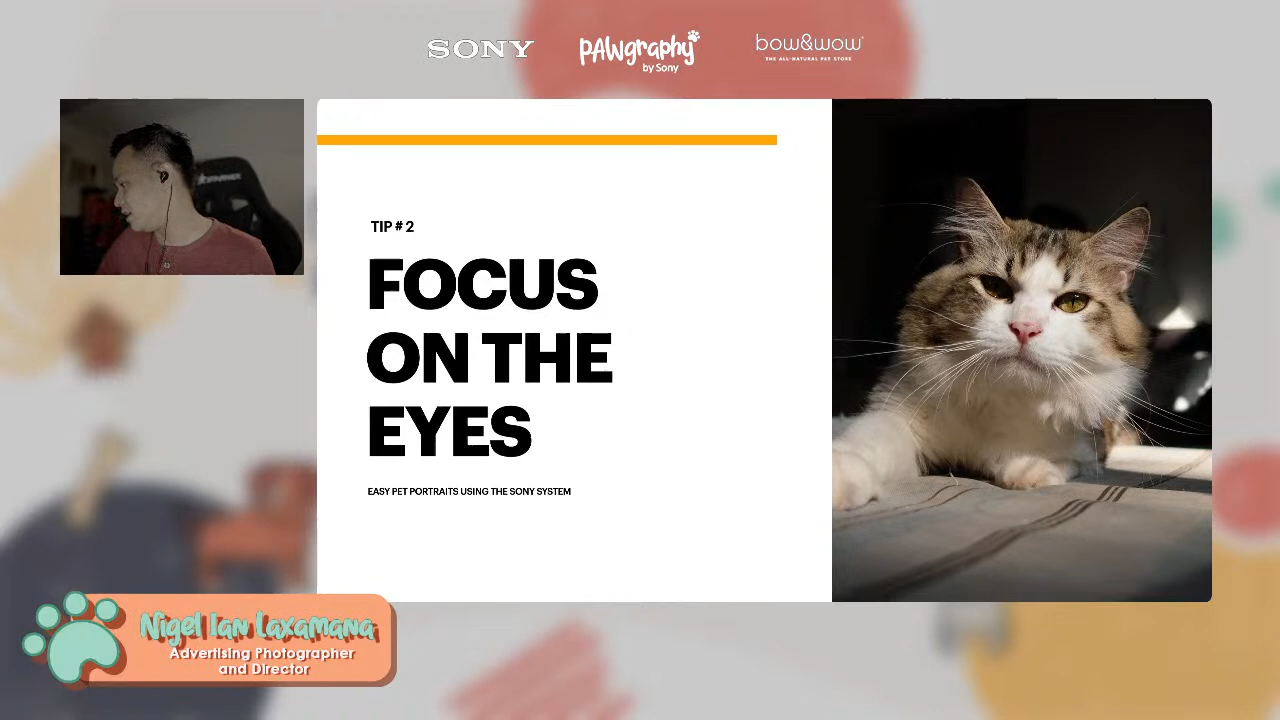 SONY
PAWgraphy
by Sony
bow&wow
THE ALL-NATURAL PET STORE
TIP # 2
FOCUS
ON THE
EYES
EASY PET PORTRAITS USING THE SONY SYSTEM
Nigel Ian Laxamana
Advertising Photographer
and Director